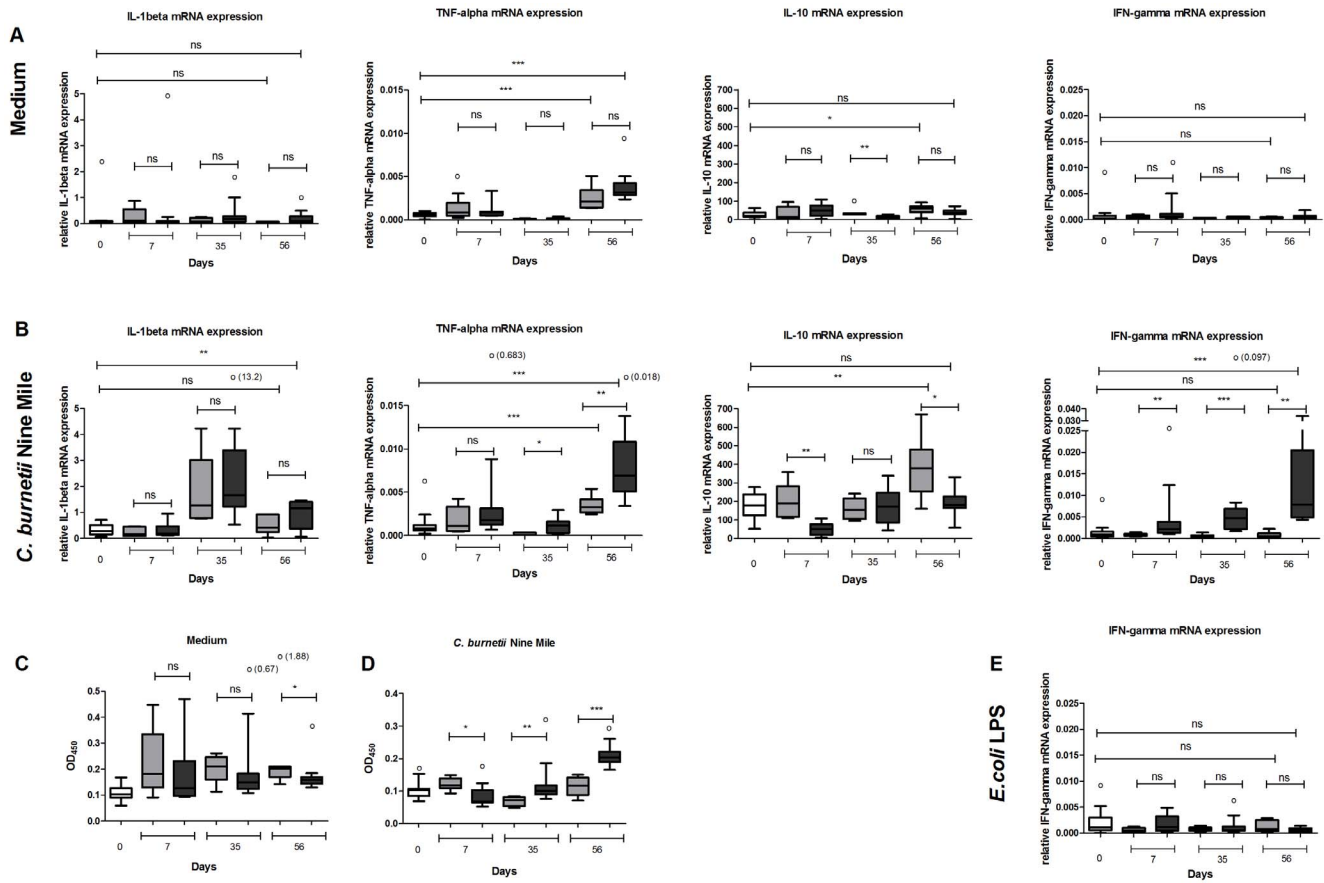 A
Medium
IL-1beta mRNA expression
relative IL-1beta mRNA expression
5
4
3
2
1
0
ns
ns
ns
ns
ns
0
7
35
56
Days
TNF-alpha mRNA expression
relative TNF-alpha mRNA expression
0.015
0.010
0.005
0.000
***
***
ns
ns
ns
0
7
35
56
Days
IL-10 mRNA expression
relative IL-10 mRNA expression
700
600
500
400
300
200
100
0
ns
*
ns
**
ns
0
7
35
56
Days
IFN-gamma mRNA expression
relative IFN-gamma mRNA expression
0.025
0.020
0.015
0.010
0.005
0.000
ns
ns
ns
ns
ns
0
7
35
56
Days
B
C. burnetii Nine Mile
IL-1beta mRNA expression
relative IL-1beta mRNA expression
5
4
3
2
1
0
**
ns
(13.2)
ns
ns
ns
0
7
35
56
Days
TNF-alpha mRNA expression
relative TNF-alpha mRNA expression
0.015
0.010
0.005
0.000
(0.683)
***
(0.018)
**
***
ns
*
0
7
35
56
Days
IL-10 mRNA expression
relative IL-10 mRNA expression
700
600
500
400
300
200
100
0
ns
**
*
**
ns
0
7
35
56
Days
IFN-gamma mRNA expression
relative IFN-gamma mRNA expression
0.040
0.030
0.025
0.020
0.015
0.010
0.005
0.000
(0.097)
***
ns
**
***
**
0
7
35
56
Days
C
Medium
OD450
0.5
0.4
0.3
0.2
0.1
0.0
ns
ns
(0.67)
(1.88)
*
0
7
35
56
Days
D
C. burnetii Nine Mile
OD450
0.4
0.3
0.2
0.1
0.0
*
**
***
0
7
35
56
Days
E
E.coli LPS
IFN-gamma mRNA expression
relative IFN-gamma mRNA expression
0.025
0.020
0.015
0.010
0.005
0.000
ns
ns
ns
ns
ns
0
7
35
56
Days